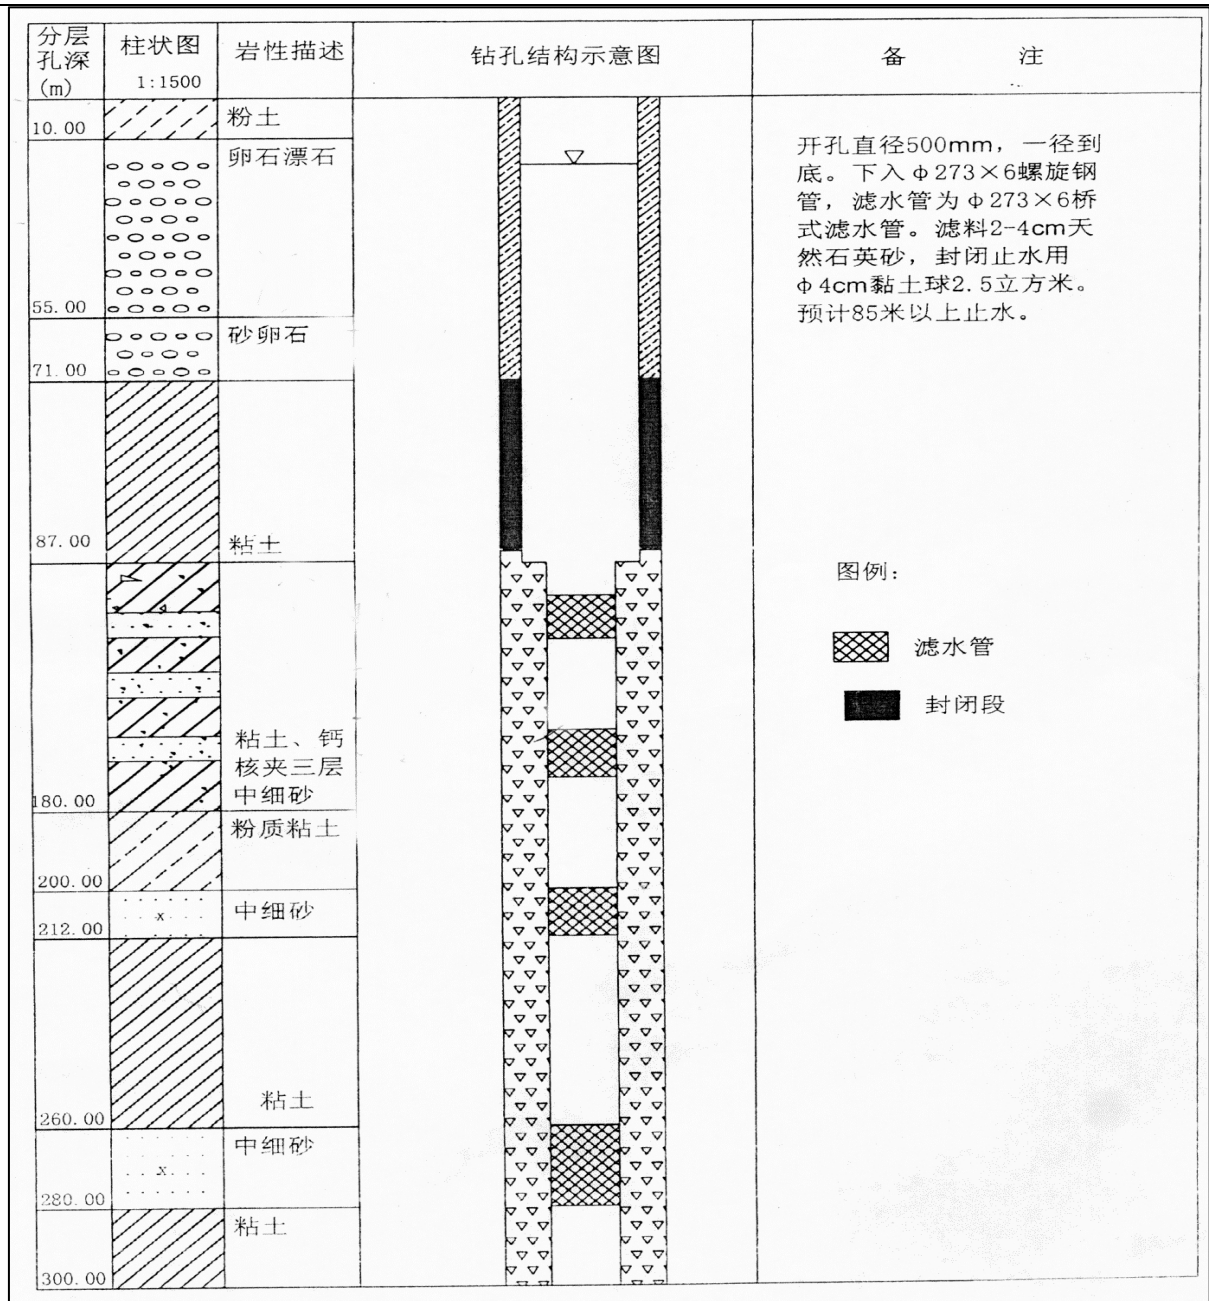 分层
孔深
(m)
柱状图
1:1500
岩性描述
钻孔结构示意图
备 注
10.00
粉土
卵石漂石
55.00
砂卵石
71.00
87.00
粘土
粘土、钙
核夹三层
中细砂
180.00
粉质粘土
200.00
中细砂
212.00
粘土
260.00
中细砂
280.00
粘土
300.00
开孔直径500mm，一径到
底。下入φ273×6螺旋钢
管，滤水管为φ273×6桥
式滤水管。滤料2-4cm天
然石英砂，封闭止水用
φ4cm黏土球2.5立方米。
预计85米以上止水。
图例：
滤水管
封闭段